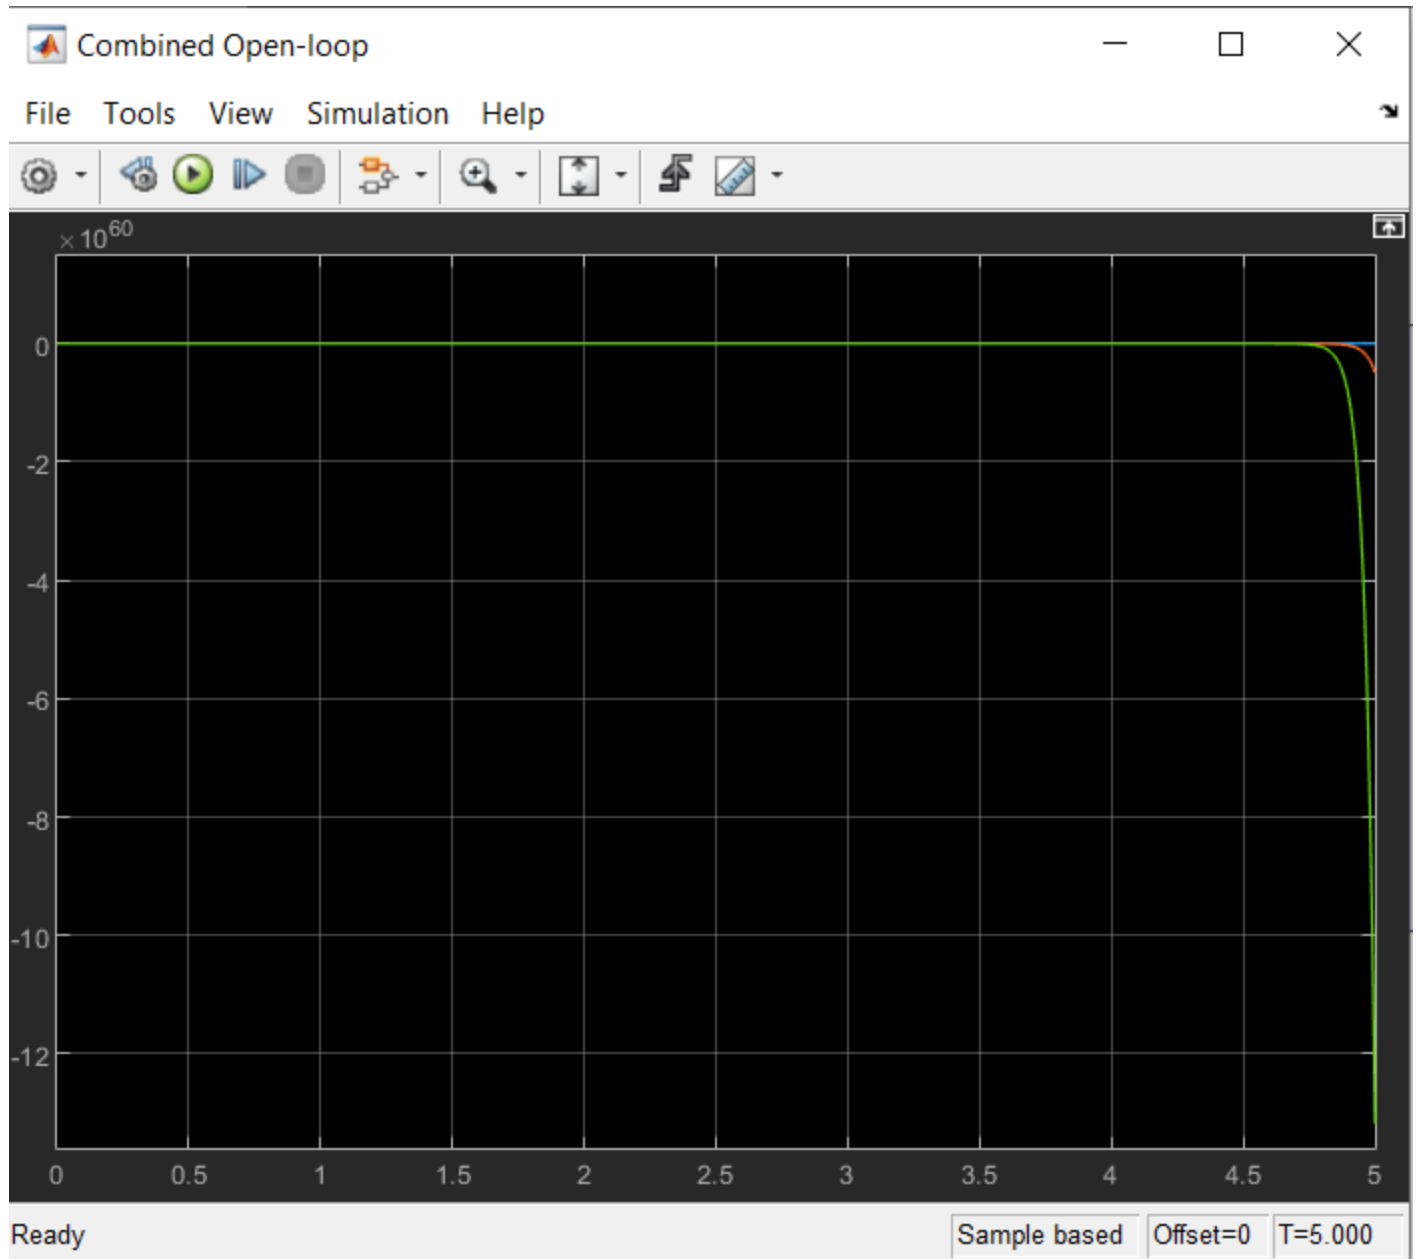 Combined Open-loop
File Tools View Simulation Help
× 10^60
0
-2
-4
-6
-8
-10
-12
0 0.5 1 1.5 2 2.5 3 3.5 4 4.5 5
Ready Sample based Offset=0 T=5.000